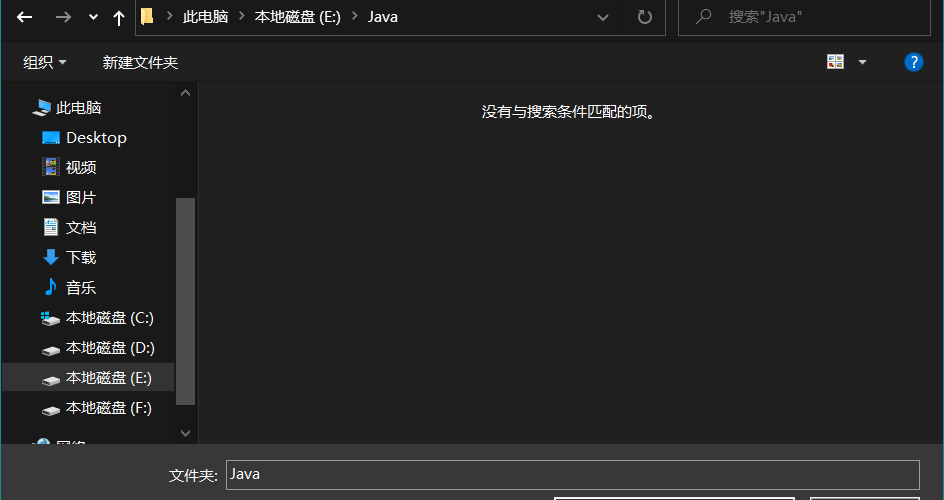 此电脑 > 本地磁盘 (E:) > Java
搜索"Java"
组织
新建文件夹
?
此电脑
没有与搜索条件匹配的项。
Desktop
视频
图片
文档
下载
音乐
本地磁盘 (C:)
本地磁盘 (D:)
本地磁盘 (E:)
本地磁盘 (F:)
网络
文件夹: Java